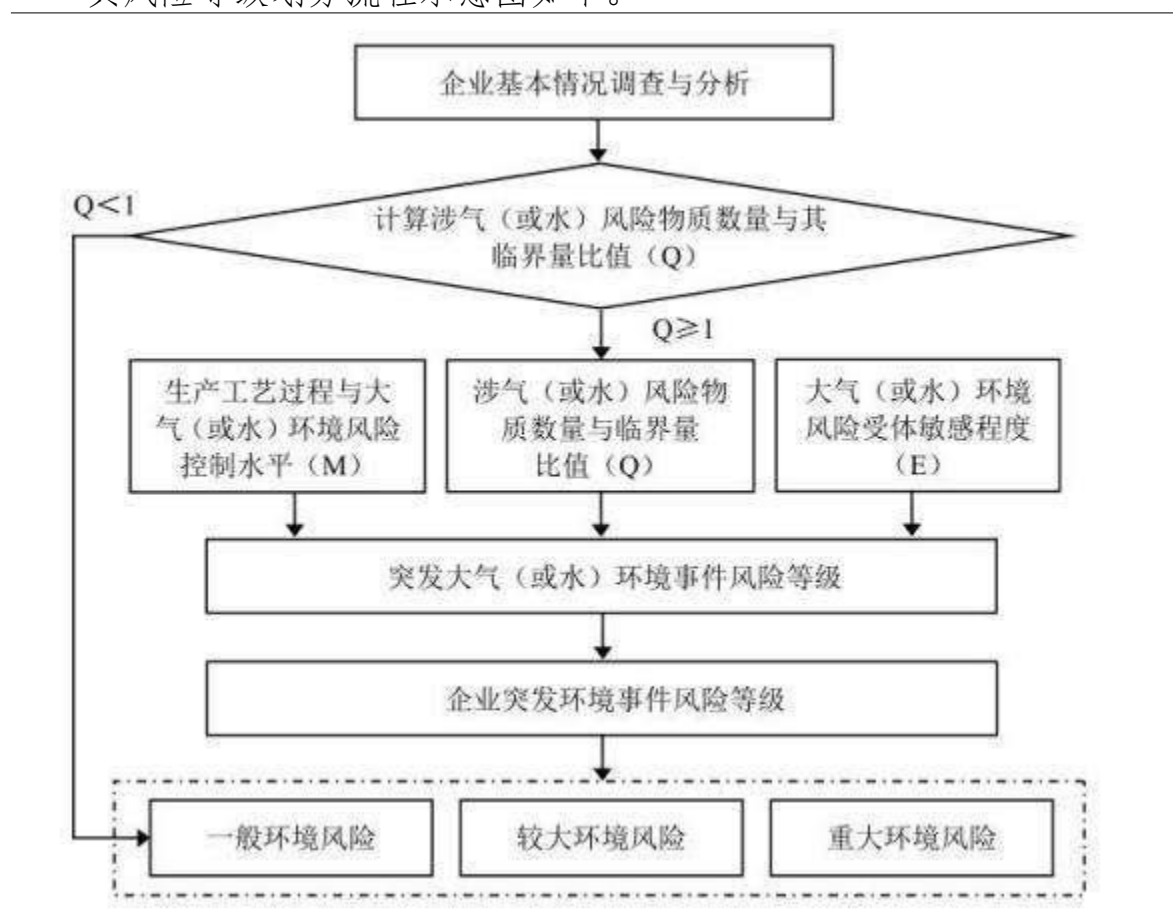 企业基本情况调查与分析
Q<1
计算涉气（或水）风险物质数量与其
临界量比值（Q）
Q≥1
生产工艺过程与大
气（或水）环境风险
控制水平（M）
涉气（或水）风险物
质数量与临界量
比值（Q）
大气（或水）环境
风险受体敏感程度
（E）
突发大气（或水）环境事件风险等级
企业突发环境事件风险等级
一般环境风险
较大环境风险
重大环境风险